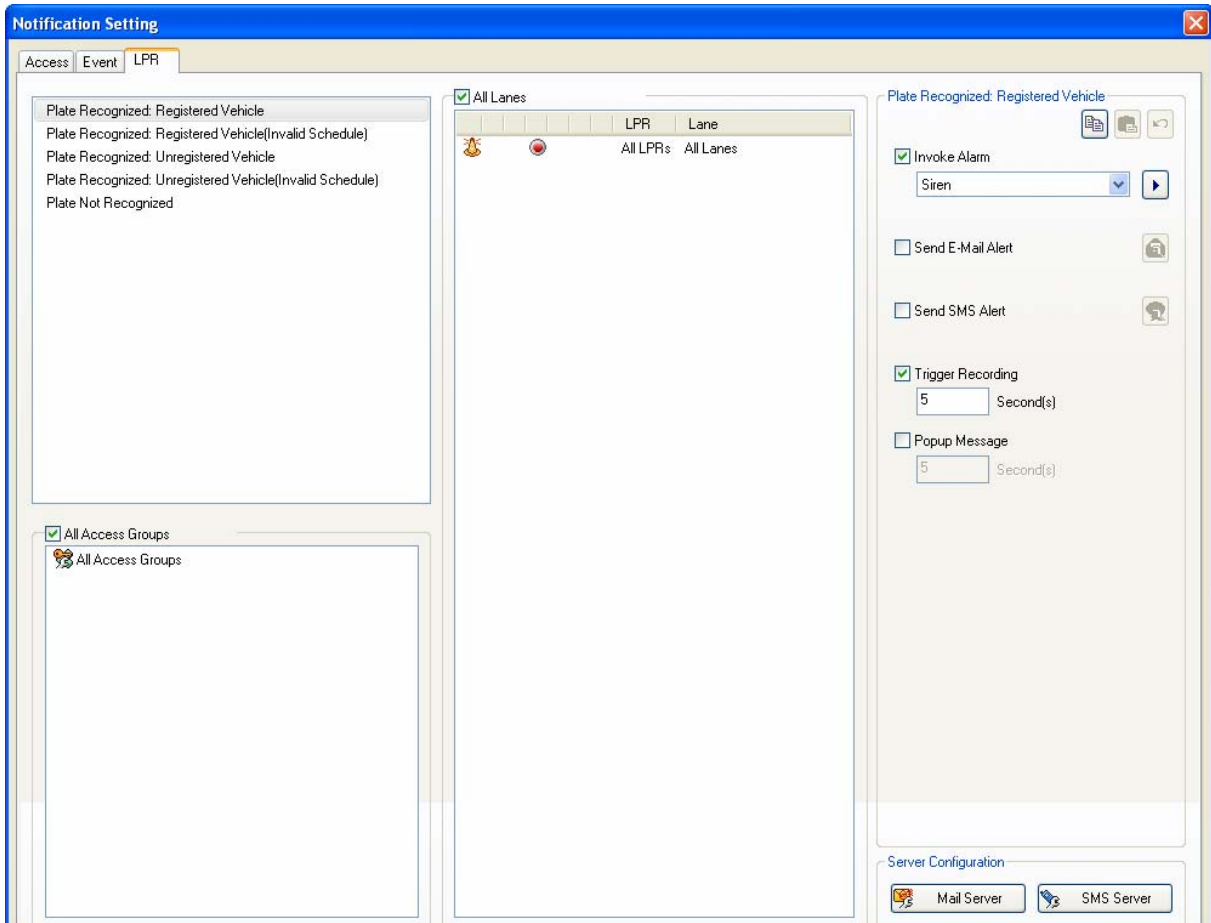 Notification Setting
Access Event LPR
Plate Recognized: Registered Vehicle
Plate Recognized: Registered Vehicle(Invalid Schedule)
Plate Recognized: Unregistered Vehicle
Plate Recognized: Unregistered Vehicle(Invalid Schedule)
Plate Not Recognized
All Access Groups
All Access Groups
All Lanes
LPR Lane
All LPRs All Lanes
Plate Recognized: Registered Vehicle
Invoke Alarm
Siren
Send E-Mail Alert
Send SMS Alert
Trigger Recording
5 Second(s)
Popup Message
5 Second(s)
Server Configuration
Mail Server SMS Server